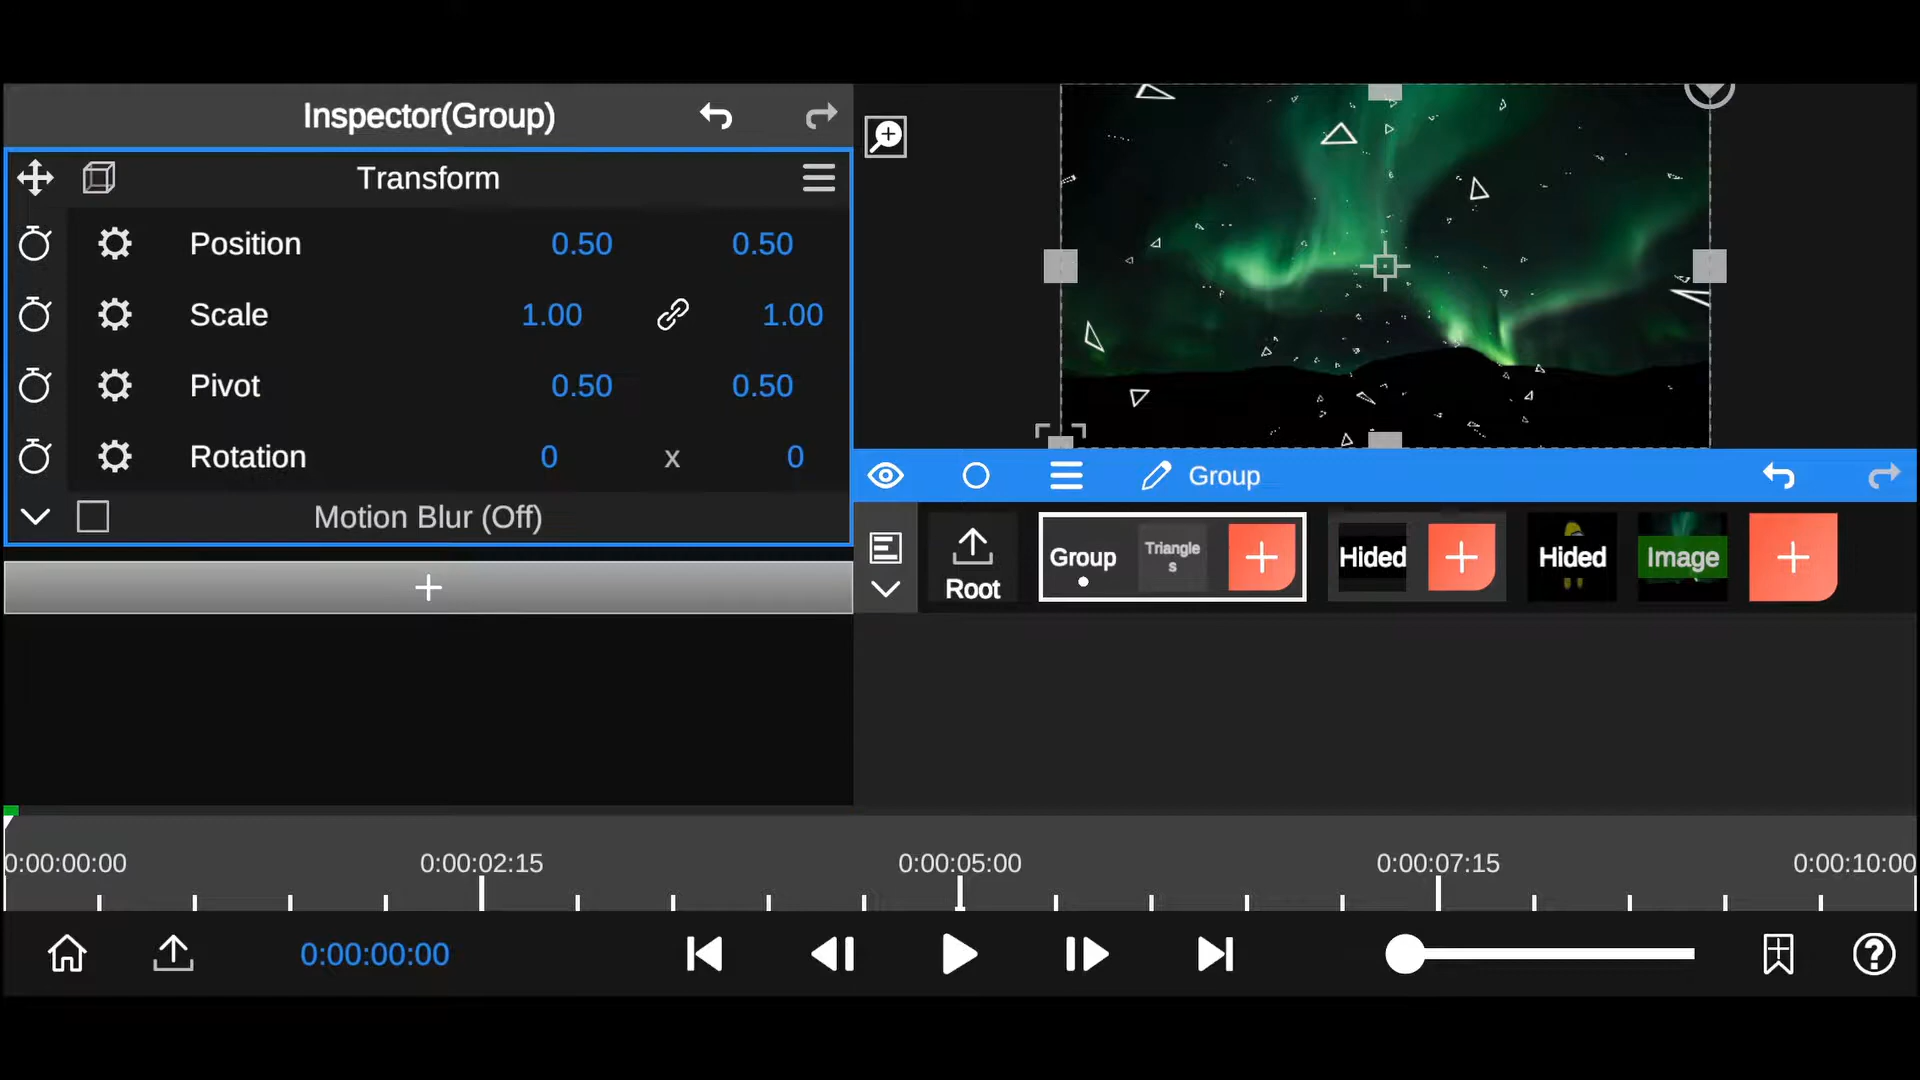 Inspector(Group)
Transform
Position 0.50 0.50
Scale 1.00 1.00
Pivot 0.50 0.50
Rotation 0 x 0
Motion Blur (Off)
Group
Root
Group
Triangle
s
Hided
Hided
Image
0:00:00:00 0:00:02:15 0:00:05:00 0:00:07:15 0:00:10:00
0:00:00:00